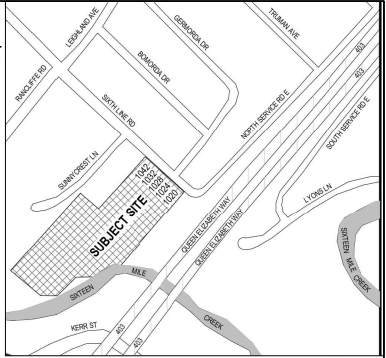 LEIGHLAND AVE
GERMORDA DR
TRUMAN AVE
403
403
RANCLIFFE RD
BOMORDA DR
SIXTH LINE RD
NORTH SERVICE RD E
SOUTH SERVICE RD E
SUNNYCREST LN
1042
1032
1028
1024
1020
LYONS LN
SUBJECT SITE
QUEEN ELIZABETH WAY
QUEEN ELIZABETH WAY
SIXTEEN
MILE CREEK
SIXTEEN
MILE
CREEK
KERR ST
403
403